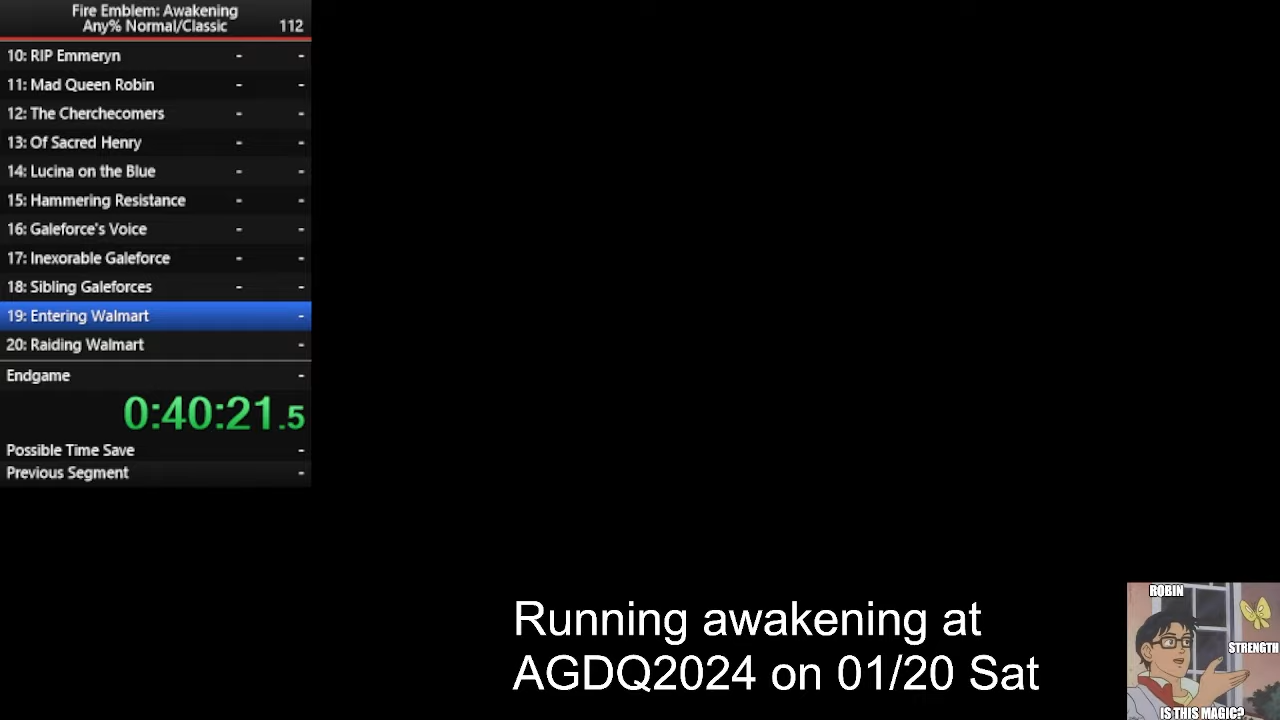 Fire Emblem: Awakening
Any% Normal/Classic 112
10: RIP Emmeryn - -
11: Mad Queen Robin - -
12: The Cherchecomers - -
13: Of Sacred Henry - -
14: Lucina on the Blue - -
15: Hammering Resistance - -
16: Galeforce's Voice - -
17: Inexorable Galeforce - -
18: Sibling Galeforces - -
19: Entering Walmart -
20: Raiding Walmart -
Endgame -
0:40:21.5
Possible Time Save -
Previous Segment -
Running awakening at
AGDQ2024 on 01/20 Sat
ROBIN
STRENGTH
IS THIS MAGIC?